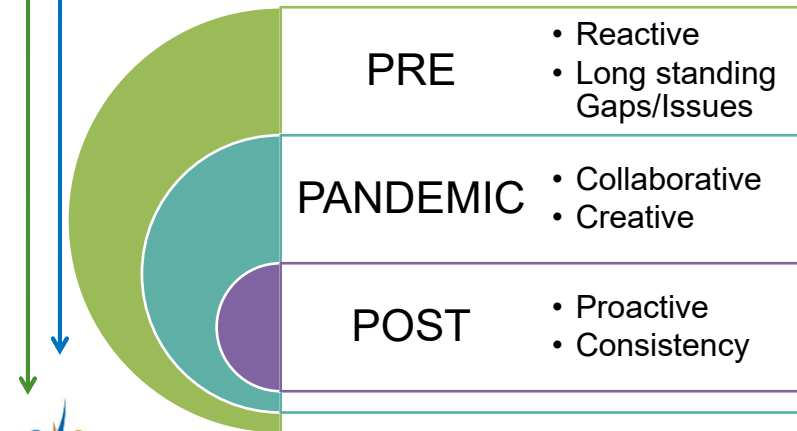 PRE
• Reactive
• Long standing
Gaps/Issues
PANDEMIC
• Collaborative
• Creative
POST
• Proactive
• Consistency